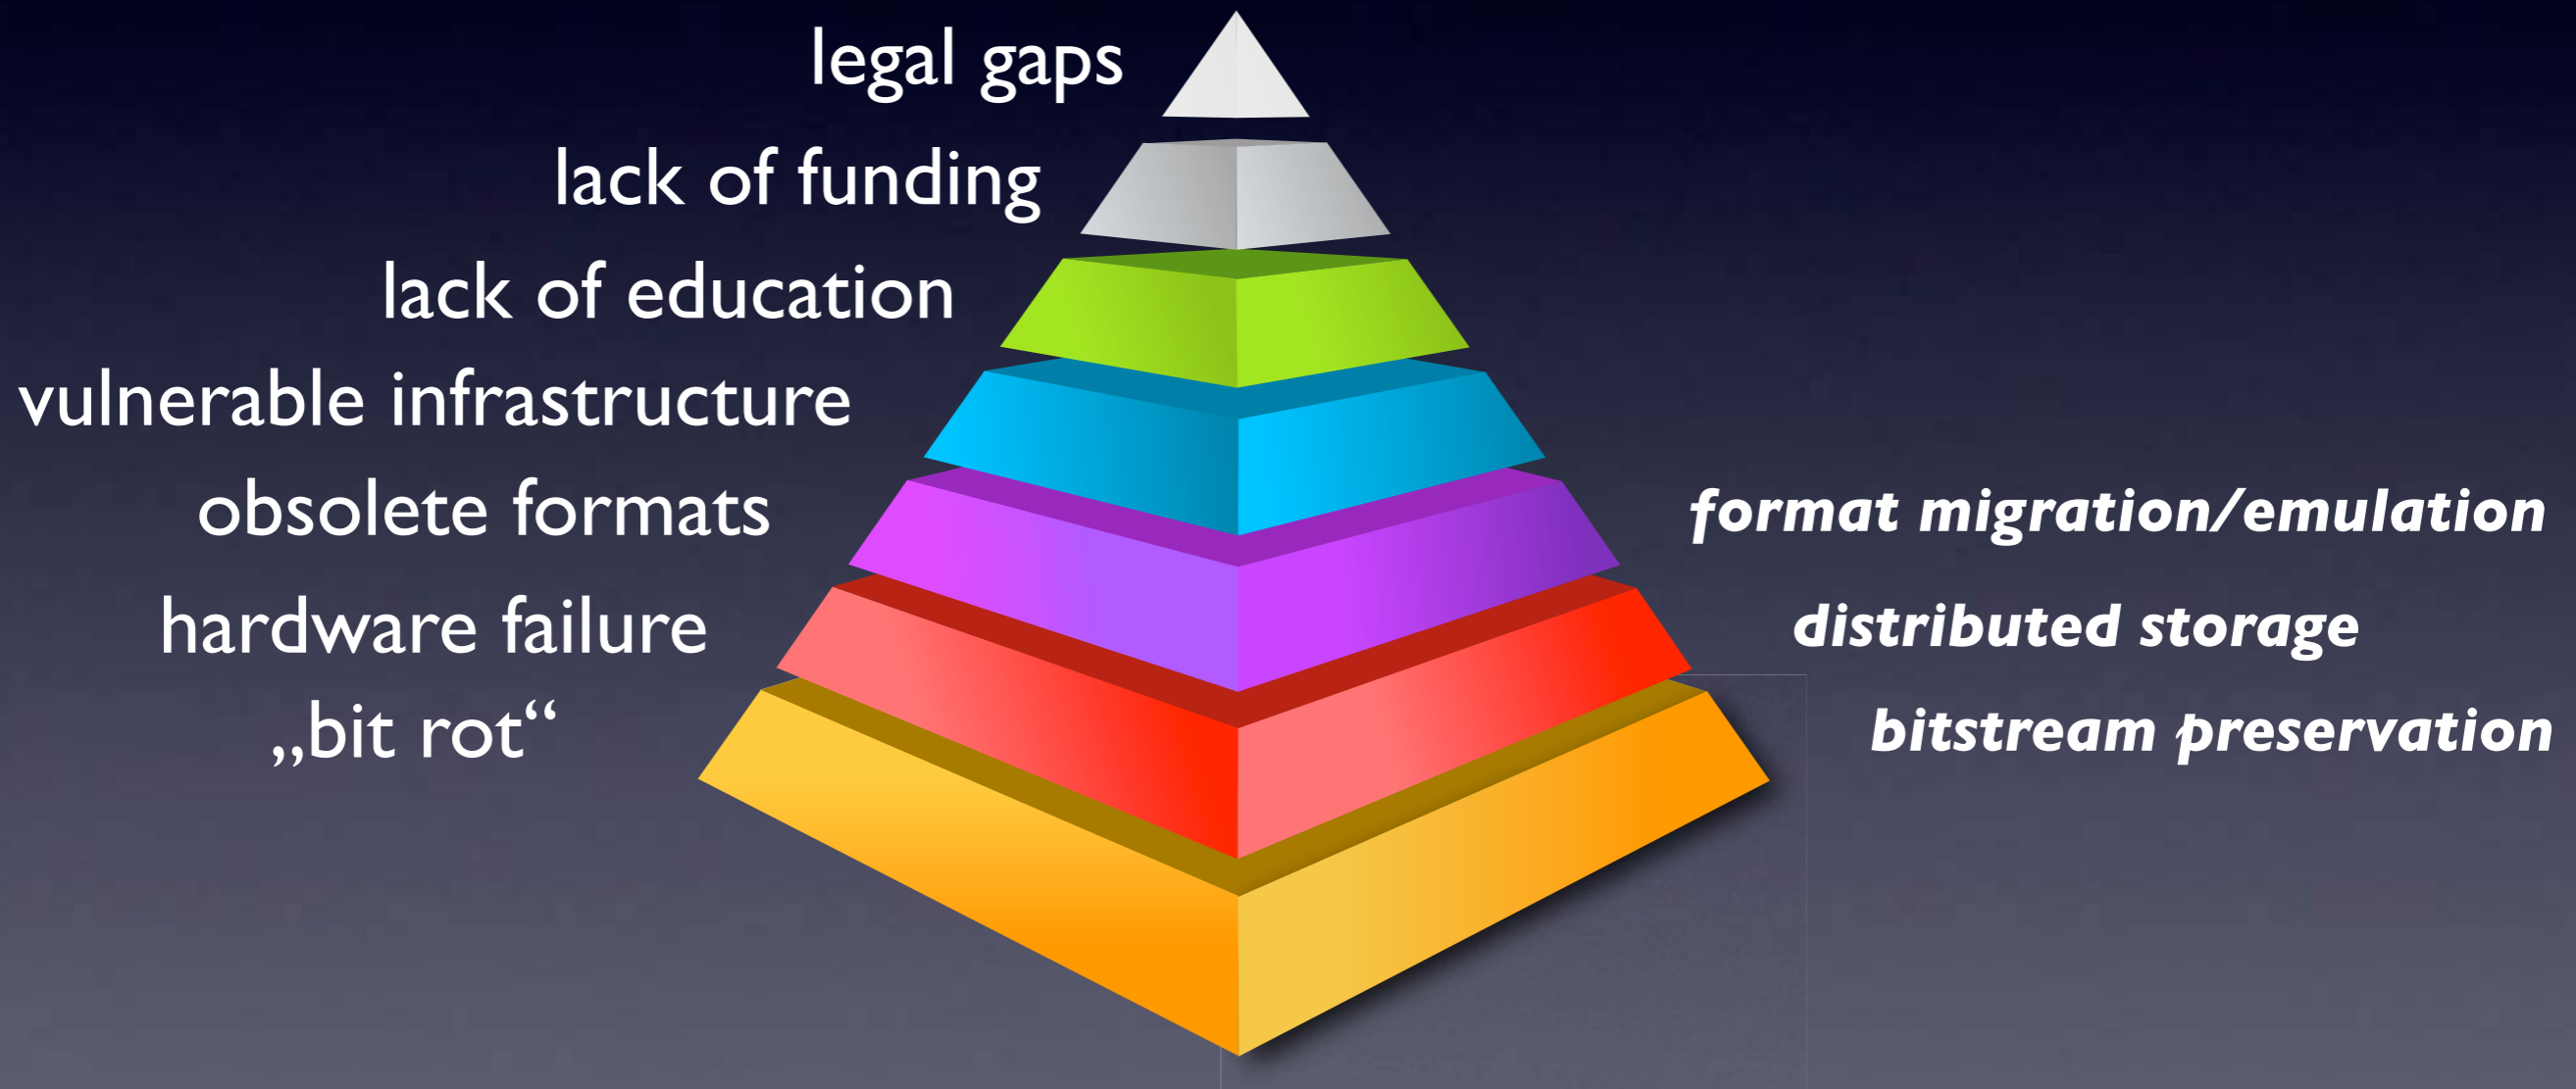 legal gaps
lack of funding
lack of education
vulnerable infrastructure
obsolete formats
format migration/emulation
hardware failure
distributed storage
„bit rot“
bitstream preservation